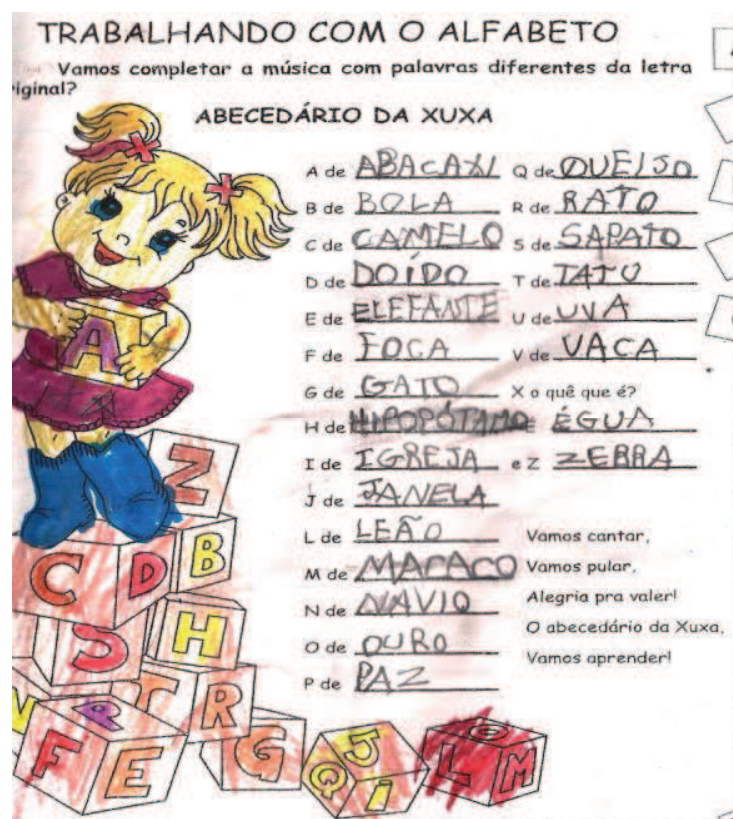 TRABALHANDO COM O ALFABETO
Vamos completar a música com palavras diferentes da letra
iginal?
ABECEDÁRIO DA XUXA
A de ABACAXI
B de BOLA
C de CAMELO
D de DOÍDO
E de ELEFANTE
F de FOCA
G de GATO
H de HIPOPÓTAMO
I de IGREJA
J de JANELA
L de LEÃO
M de MACACO
N de NAVIO
O de OURO
P de PAZ
Q de QUEIJO
R de RATO
S de SAPATO
T de TATU
U de UVA
V de VACA
X o quê que é?
É ÉGUA
e Z ZEBRA
Vamos cantar,
Vamos pular,
Alegria pra valer!
O abecedário da Xuxa,
Vamos aprender!
A
Z
C D B
J H
N R T R
F E G Q J I L M